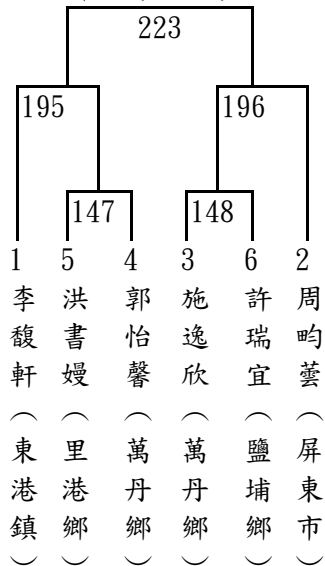 223
195 196
147 148
1 5 4 3 6 2
李馥軒（東港鎮）
洪書嫚（里港鄉）
郭怡馨（萬丹鄉）
施逸欣（萬丹鄉）
許瑞宜（鹽埔鄉）
周畇蕓（屏東市）